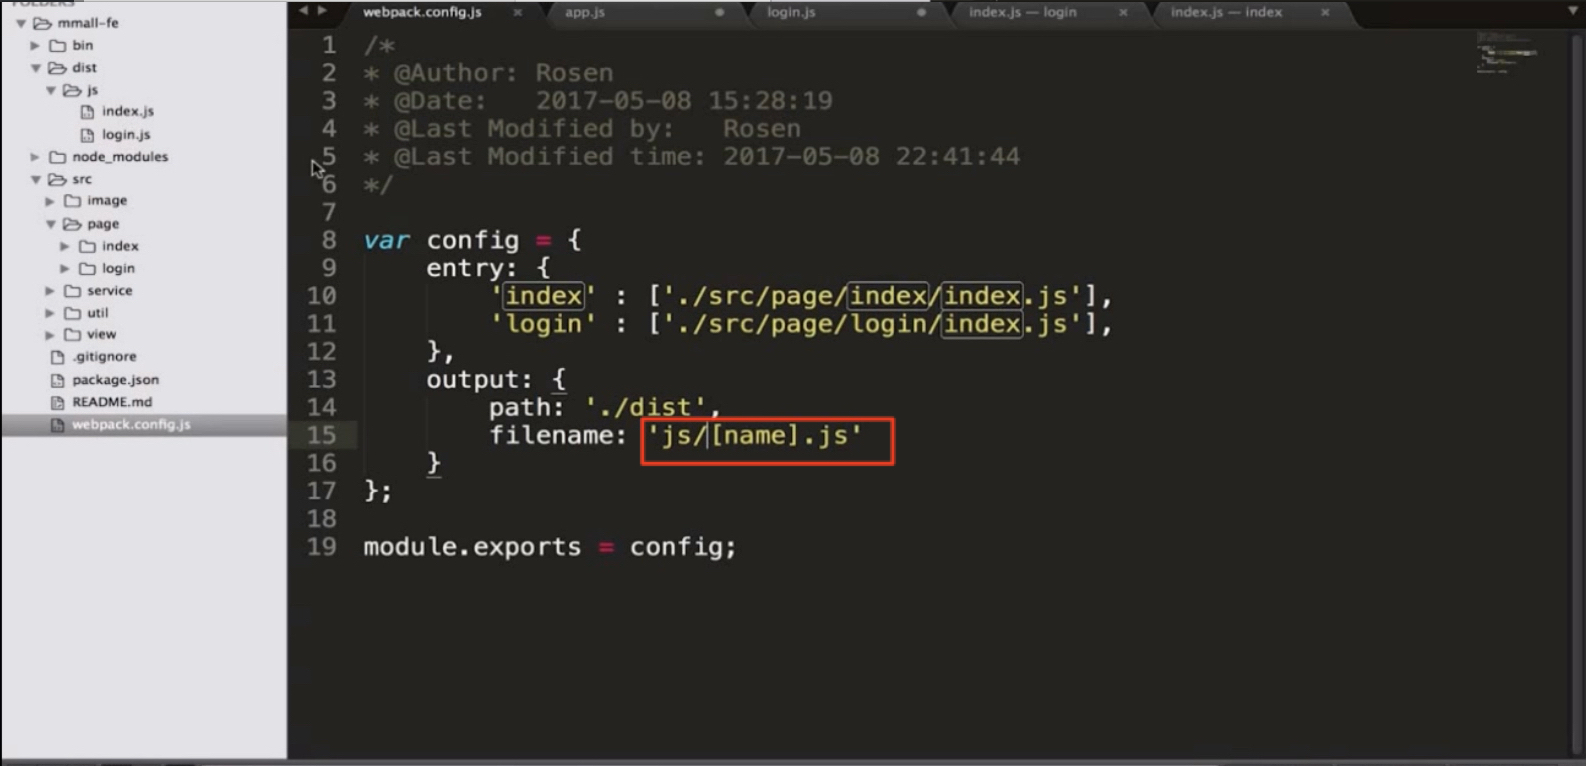 FOLDERS
mmall-fe
bin
dist
js
index.js
login.js
node_modules
src
image
page
index
login
service
util
view
.gitignore
package.json
README.md
webpack.config.js
webpack.config.js × app.js login.js index.js — login × index.js — index ×
1 /*
2 * @Author: Rosen
3 * @Date:   2017-05-08 15:28:19
4 * @Last Modified by:   Rosen
5 * @Last Modified time: 2017-05-08 22:41:44
6 */
7
8 var config = {
9     entry: {
10         'index' : ['./src/page/index/index.js'],
11         'login' : ['./src/page/login/index.js'],
12     },
13     output: {
14         path: './dist',
15         filename: 'js/[name].js'
16     }
17 };
18
19 module.exports = config;